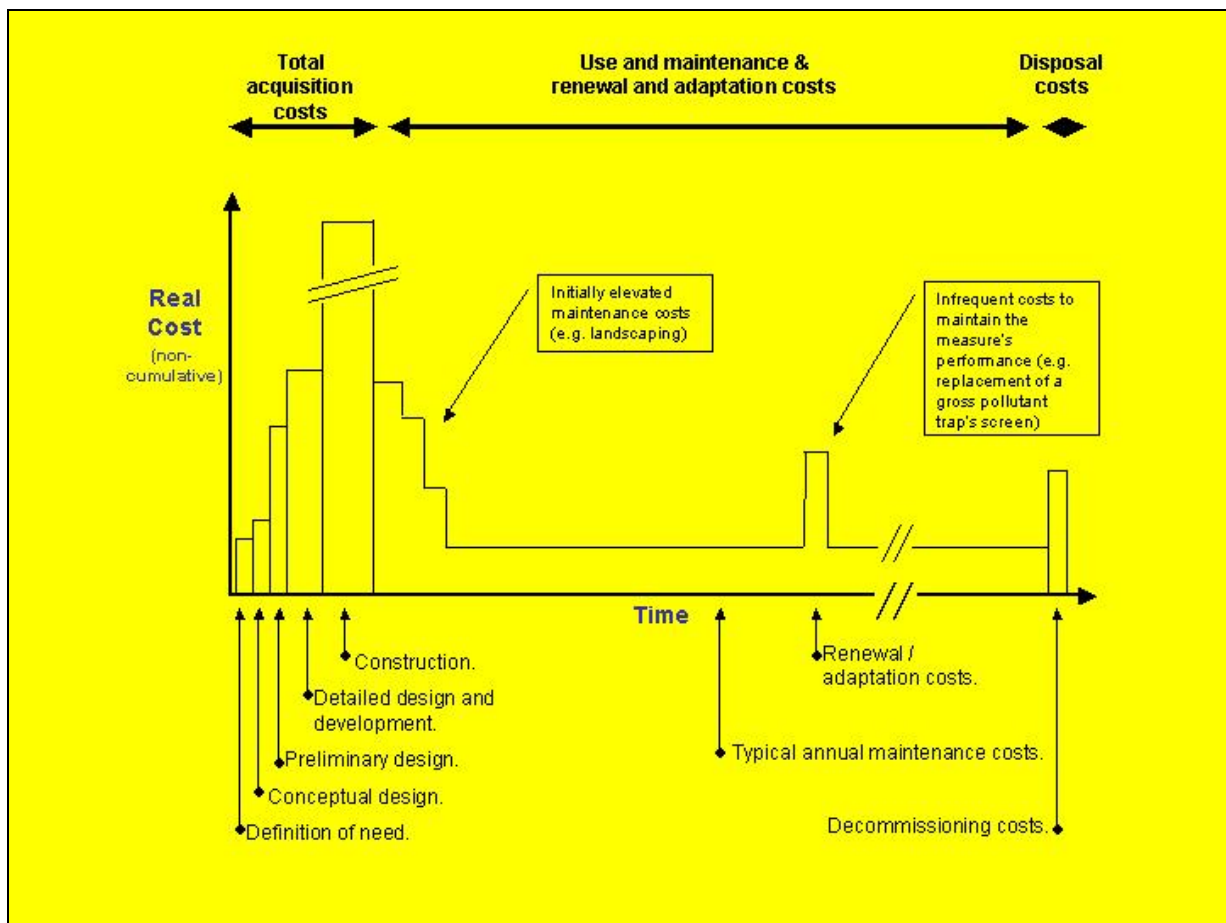 Total
acquisition
costs
Use and maintenance &
renewal and adaptation costs
Disposal
costs
Real
Cost
(non-
cumulative)
Initially elevated
maintenance costs
(e.g. landscaping)
Infrequent costs to
maintain the
measure's
performance (e.g.
replacement of a
gross pollutant
trap's screen)
Time
Construction.
Detailed design and
development.
Preliminary design.
Conceptual design.
Definition of need.
Renewal /
adaptation costs.
Typical annual maintenance costs.
Decommissioning costs.